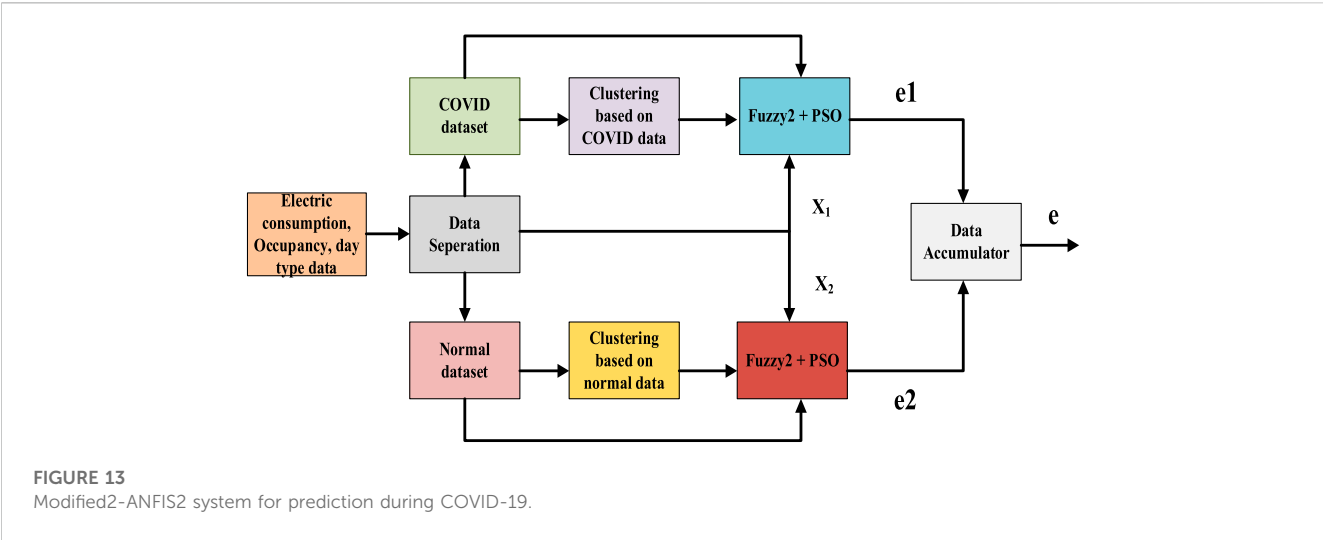 COVID
dataset
Clustering
based on
COVID data
Fuzzy2 + PSO
e1
Electric
consumption,
Occupancy, day
type data
Data
Seperation
X₁
X₂
Data
Accumulator
e
Normal
dataset
Clustering
based on
normal data
Fuzzy2 + PSO
e2
FIGURE 13
Modified2-ANFIS2 system for prediction during COVID-19.